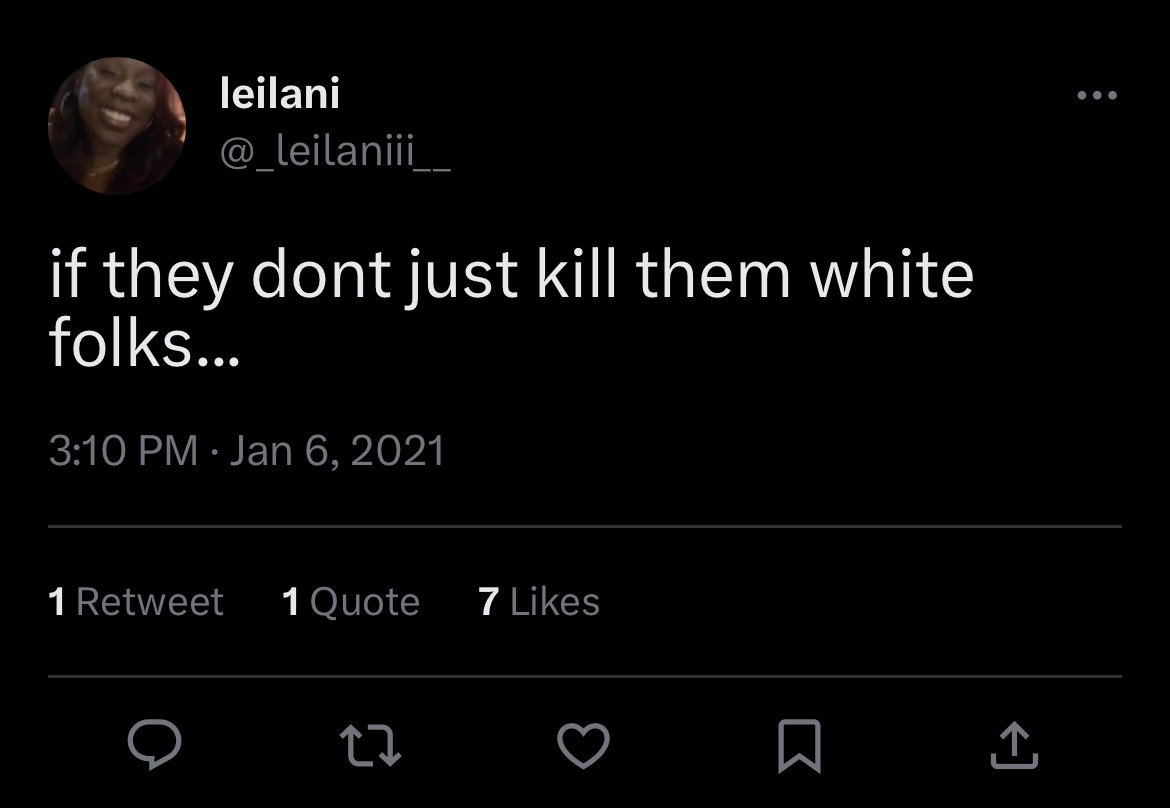 leilani
@_leilaniii__
if they dont just kill them white
folks...
3:10 PM · Jan 6, 2021
1 Retweet 1 Quote 7 Likes